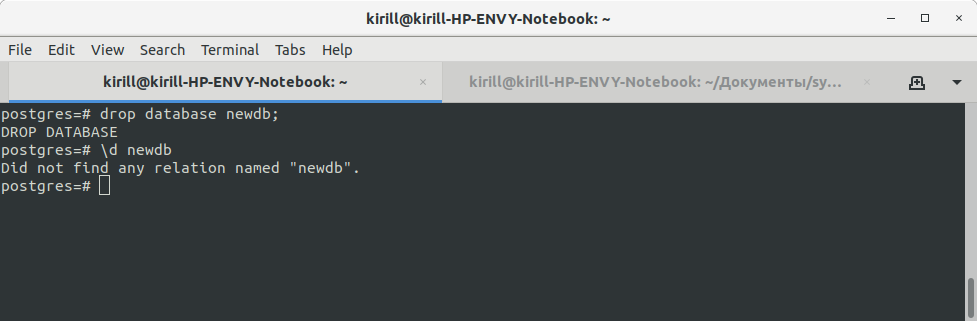 kirill@kirill-HP-ENVY-Notebook: ~
File Edit View Search Terminal Tabs Help
kirill@kirill-HP-ENVY-Notebook: ~ × kirill@kirill-HP-ENVY-Notebook: ~/Документы/sy... ×
postgres=# drop database newdb;
DROP DATABASE
postgres=# \d newdb
Did not find any relation named "newdb".
postgres=#